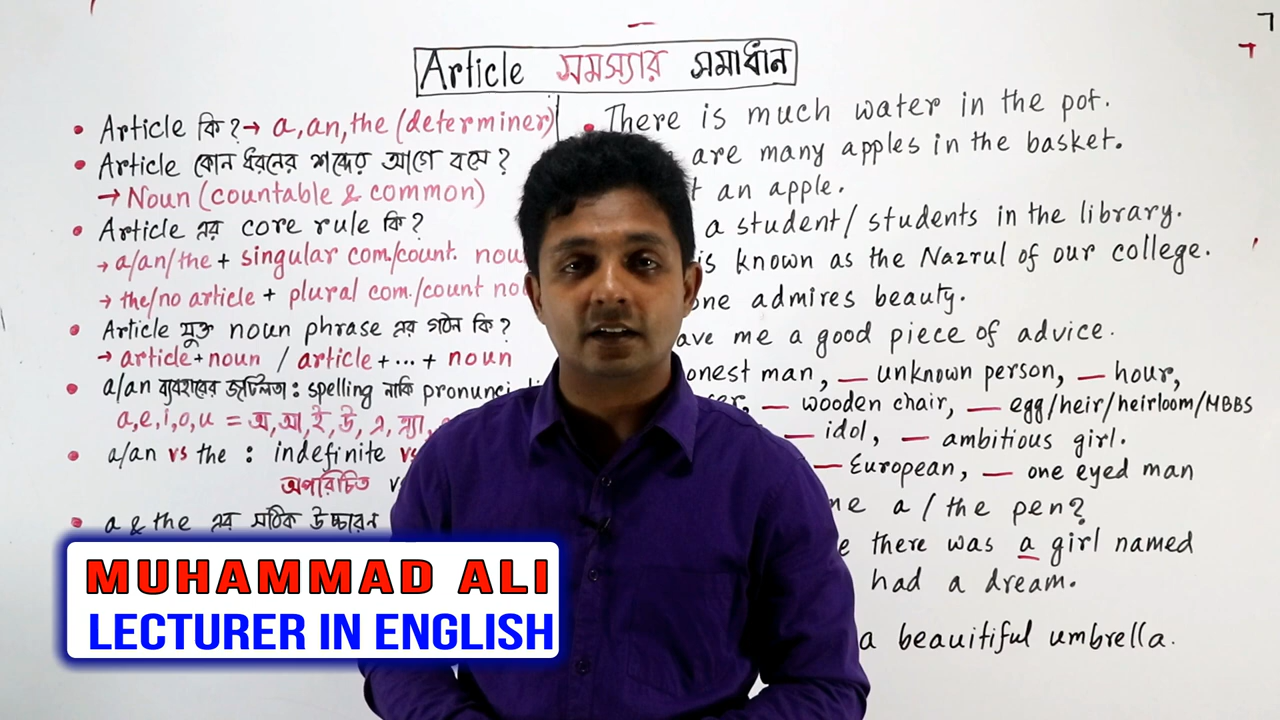 Article সমস্যার সমাধান
Article কি? → a, an, the (determiner)
Article কোন ধরনের শব্দের আগে বসে?
→ Noun (countable & common)
Article এর core rule কি?
→ a/an/the + singular com./count. nou
→ the/no article + plural com./count no
Article যুক্ত noun phrase এর গঠন কি?
→ article+noun / article+...+ noun
a/an ব্যবহারের জটিলতা : spelling নাকি pronunci
a,e,i,o,u = অ,আ,ই,উ,এ,অ্যা,
a/an vs the : indefinite vs
অপরিচিত v
a & the এর সঠিক উচ্চারন
There is much water in the pot.
are many apples in the basket.
t an apple.
a student/ students in the library.
is known as the Nazrul of our college.
one admires beauty.
ave me a good piece of advice.
onest man, — unknown person, — hour,
er, — wooden chair, — egg/heir/heirloom/MBBS
— idol, — ambitious girl.
— European, — one eyed man
me a / the pen?
e there was a girl named
had a dream.
a beauitiful umbrella.
MUHAMMAD ALI
LECTURER IN ENGLISH